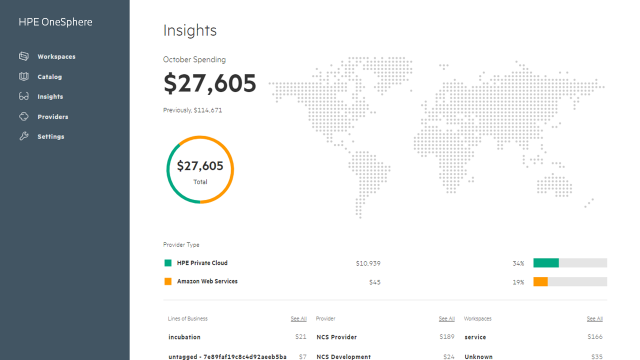 HPE OneSphere
Workspaces
Catalog
Insights
Providers
Settings
Insights
October Spending
$27,605
Previously, $114,671
$27,605
Total
Provider Type
HPE Private Cloud $10,939 34%
Amazon Web Services $45 19%
Lines of Business See All Provider See All Workspaces See All
incubation $21 NCS Provider $189 service $166
untagged - 7e89faf19c8c4d92aeeb5ba $7 NCS Development $24 Unknown $35